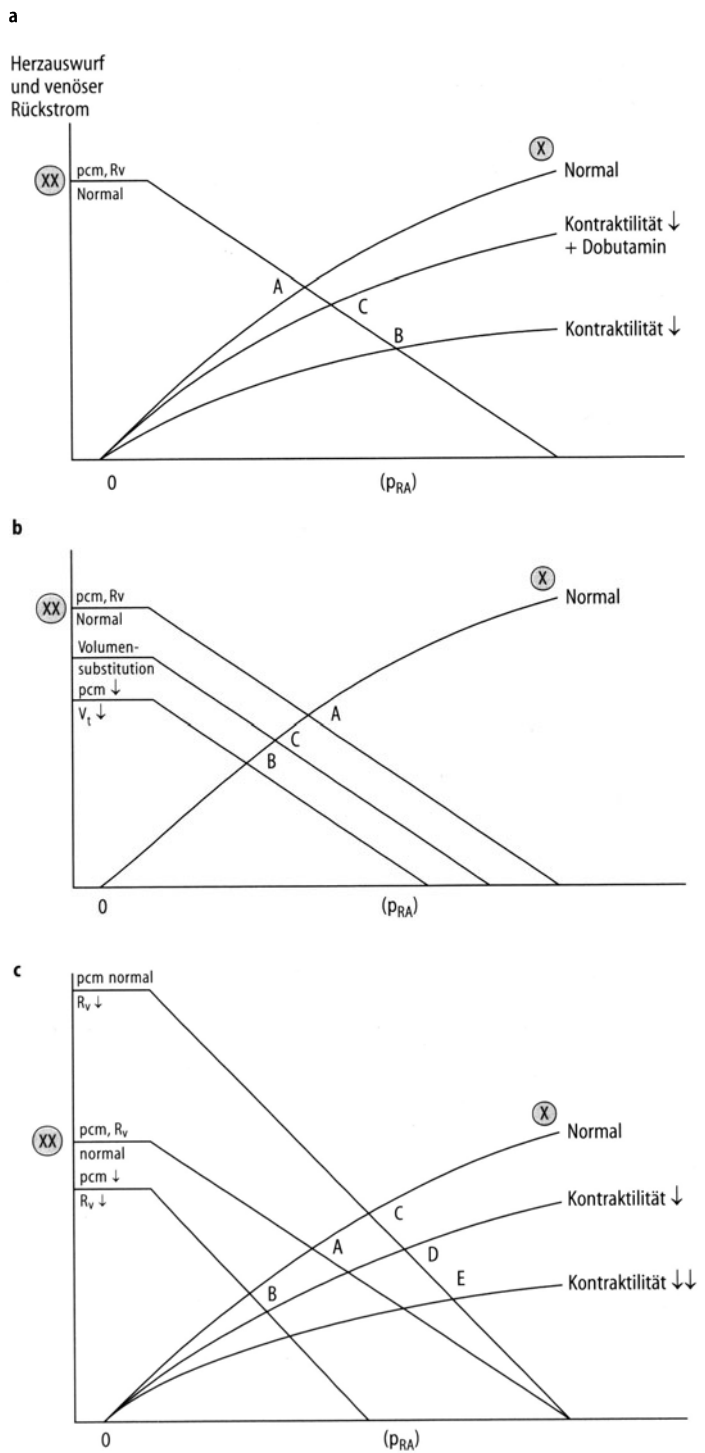 a
Herzauswurf
und venöser
Rückstrom
X
XX
pcm, Rv
Normal
Normal
Kontraktilität ↓
+ Dobutamin
A
C
B
Kontraktilität ↓
0
(pRA)
b
X
XX
pcm, Rv
Normal
Normal
Volumen-
substitution
pcm ↓
Vt ↓
A
C
B
0
(pRA)
c
pcm normal
Rv ↓
X
XX
pcm, Rv
normal
Normal
pcm ↓
Rv ↓
Kontraktilität ↓
C
A
D
B
E
Kontraktilität ↓↓
0
(pRA)